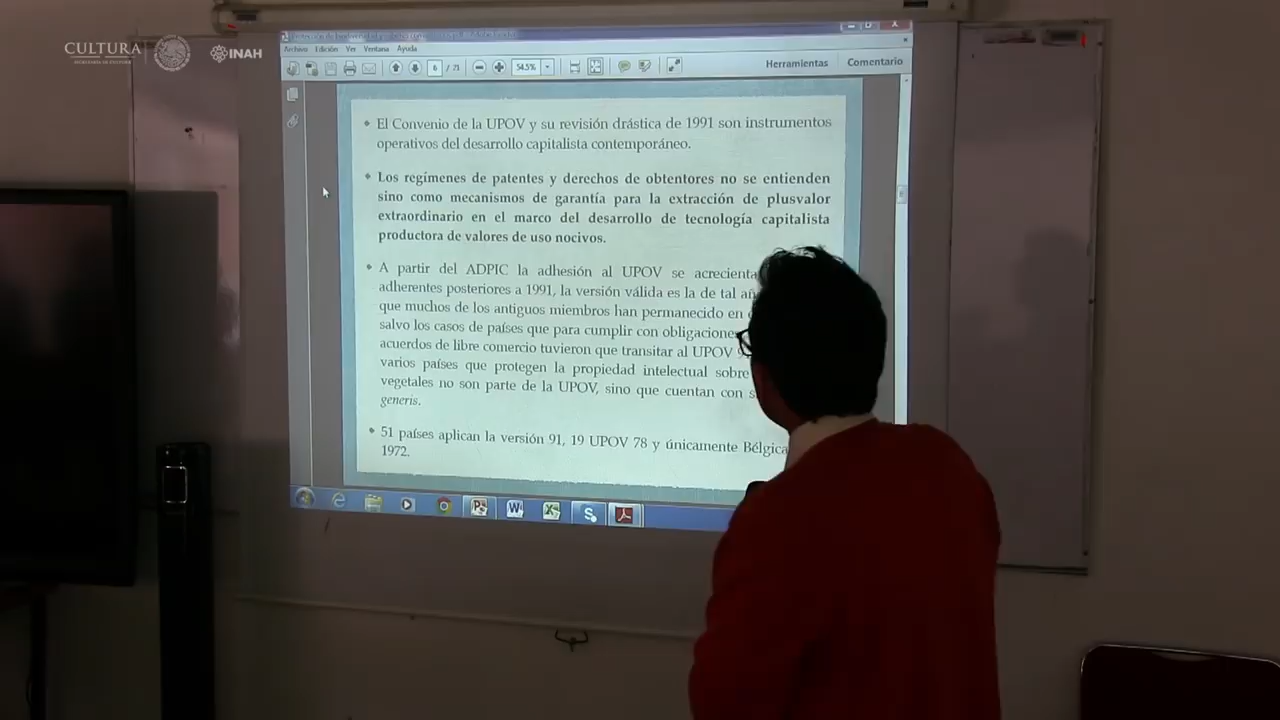 CULTURA
INAH
Archivo Edición Ver Ventana Ayuda
6 / 21 54.5% Herramientas Comentario
El Convenio de la UPOV y su revisión drástica de 1991 son instrumentos
operativos del desarrollo capitalista contemporáneo.
Los regímenes de patentes y derechos de obtentores no se entienden
sino como mecanismos de garantía para la extracción de plusvalor
extraordinario en el marco del desarrollo de tecnología capitalista
productora de valores de uso nocivos.
A partir del ADPIC la adhesión al UPOV se acrecienta
adherentes posteriores a 1991, la versión válida es la de tal
que muchos de los antiguos miembros han permanecido en
salvo los casos de países que para cumplir con
acuerdos de libre comercio tuvieron que transitar al UPOV
varios países que protegen la propiedad intelectual sobre
vegetales no son parte de la UPOV, sino que cuentan con
generis.
51 países aplican la versión 91, 19 UPOV 78 y únicamente Bélgica
1972.